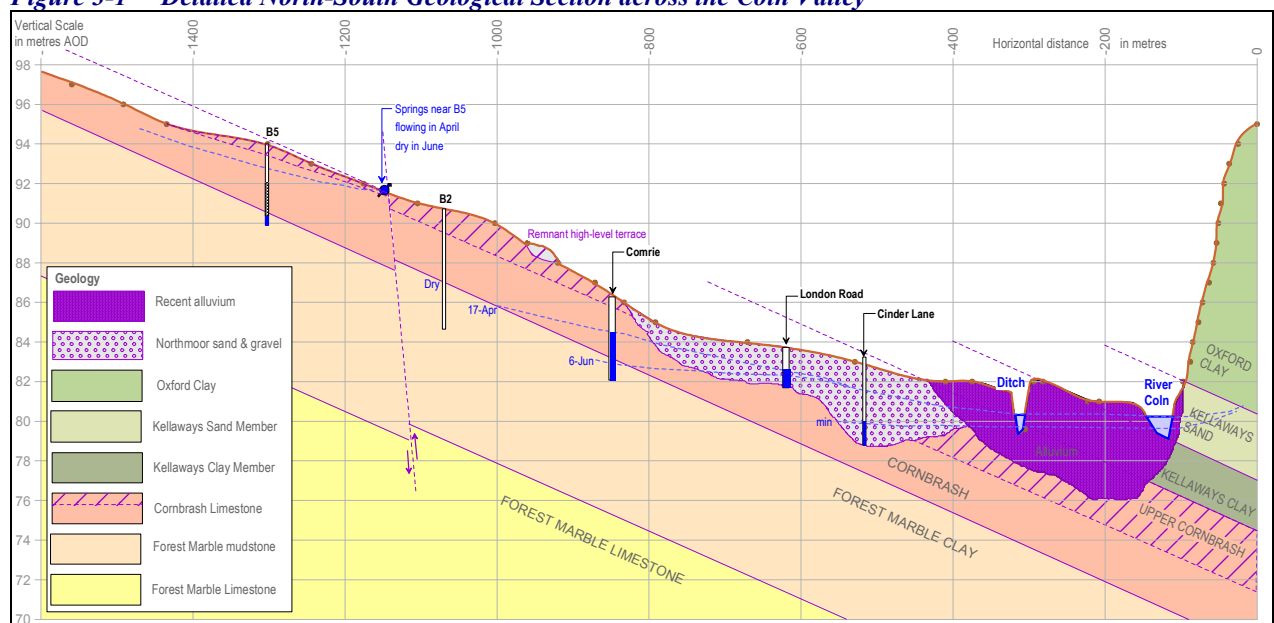 Figure 3-1 Detailed North-South Geological Section across the Coln Valley
Vertical Scale
in metres AOD
-1400
-1200
-1000
-800
-600
-400
Horizontal distance
-200
in metres
0
98
96
94
92
90
88
86
84
82
80
78
76
74
72
70
B5
Springs near B5
flowing in April
dry in June
B2
Remnant high-level terrace
Comrie
Dry
17-Apr
6-Jun
London Road
Cinder Lane
min
Ditch
River
Coln
Alluvium
OXFORD
CLAY
KELLAWAYS
SAND
KELLAWAYS CLAY
UPPER CORNBRASH
CORNBRASH
FOREST MARBLE CLAY
FOREST MARBLE LIMESTONE
Geology
Recent alluvium
Northmoor sand & gravel
Oxford Clay
Kellaways Sand Member
Kellaways Clay Member
Cornbrash Limestone
Forest Marble mudstone
Forest Marble Limestone